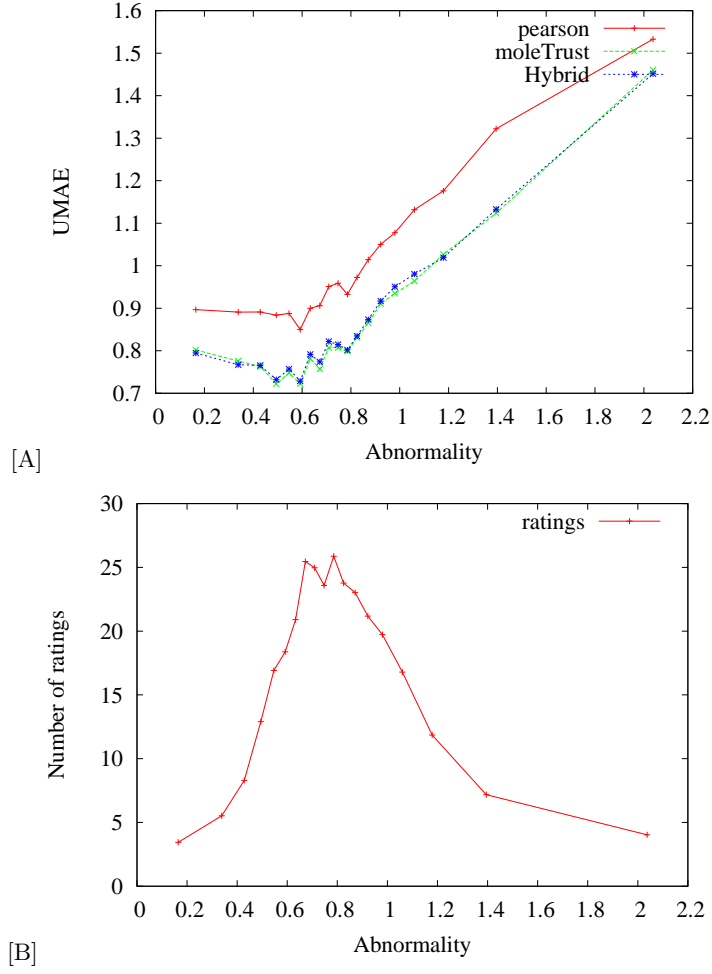 1.6
pearson
1.5
moleTrust
Hybrid
1.4
1.3
1.2
UMAE
1.1
1
0.9
0.8
0.7
0 0.2 0.4 0.6 0.8 1 1.2 1.4 1.6 1.8 2 2.2
Abnormality
[A]
30
ratings
25
20
Number of ratings
15
10
5
0
0 0.2 0.4 0.6 0.8 1 1.2 1.4 1.6 1.8 2 2.2
Abnormality
[B]